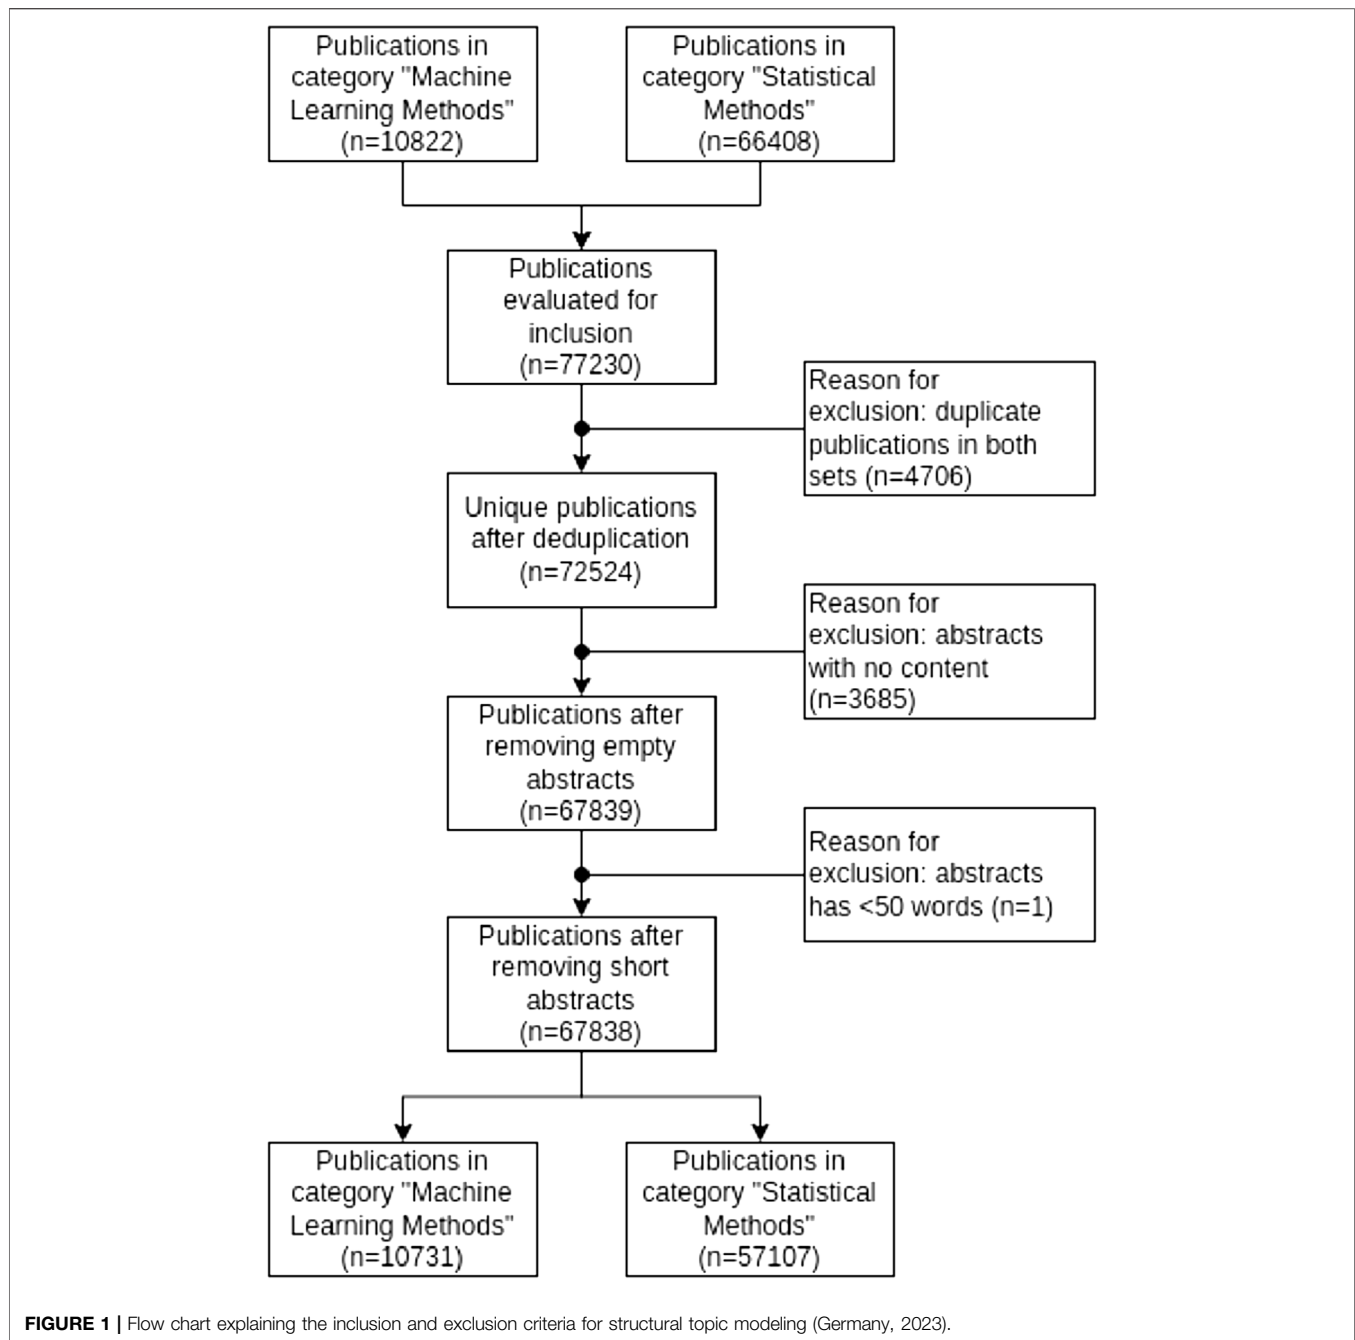 Publications in
category "Machine
Learning Methods"
(n=10822)
Publications in
category "Statistical
Methods"
(n=66408)
Publications
evaluated for
inclusion
(n=77230)
Reason for
exclusion: duplicate
publications in both
sets (n=4706)
Unique publications
after deduplication
(n=72524)
Reason for
exclusion: abstracts
with no content
(n=3685)
Publications after
removing empty
abstracts
(n=67839)
Reason for
exclusion: abstracts
has <50 words (n=1)
Publications after
removing short
abstracts
(n=67838)
Publications in
category "Machine
Learning Methods"
(n=10731)
Publications in
category "Statistical
Methods"
(n=57107)
FIGURE 1 | Flow chart explaining the inclusion and exclusion criteria for structural topic modeling (Germany, 2023).